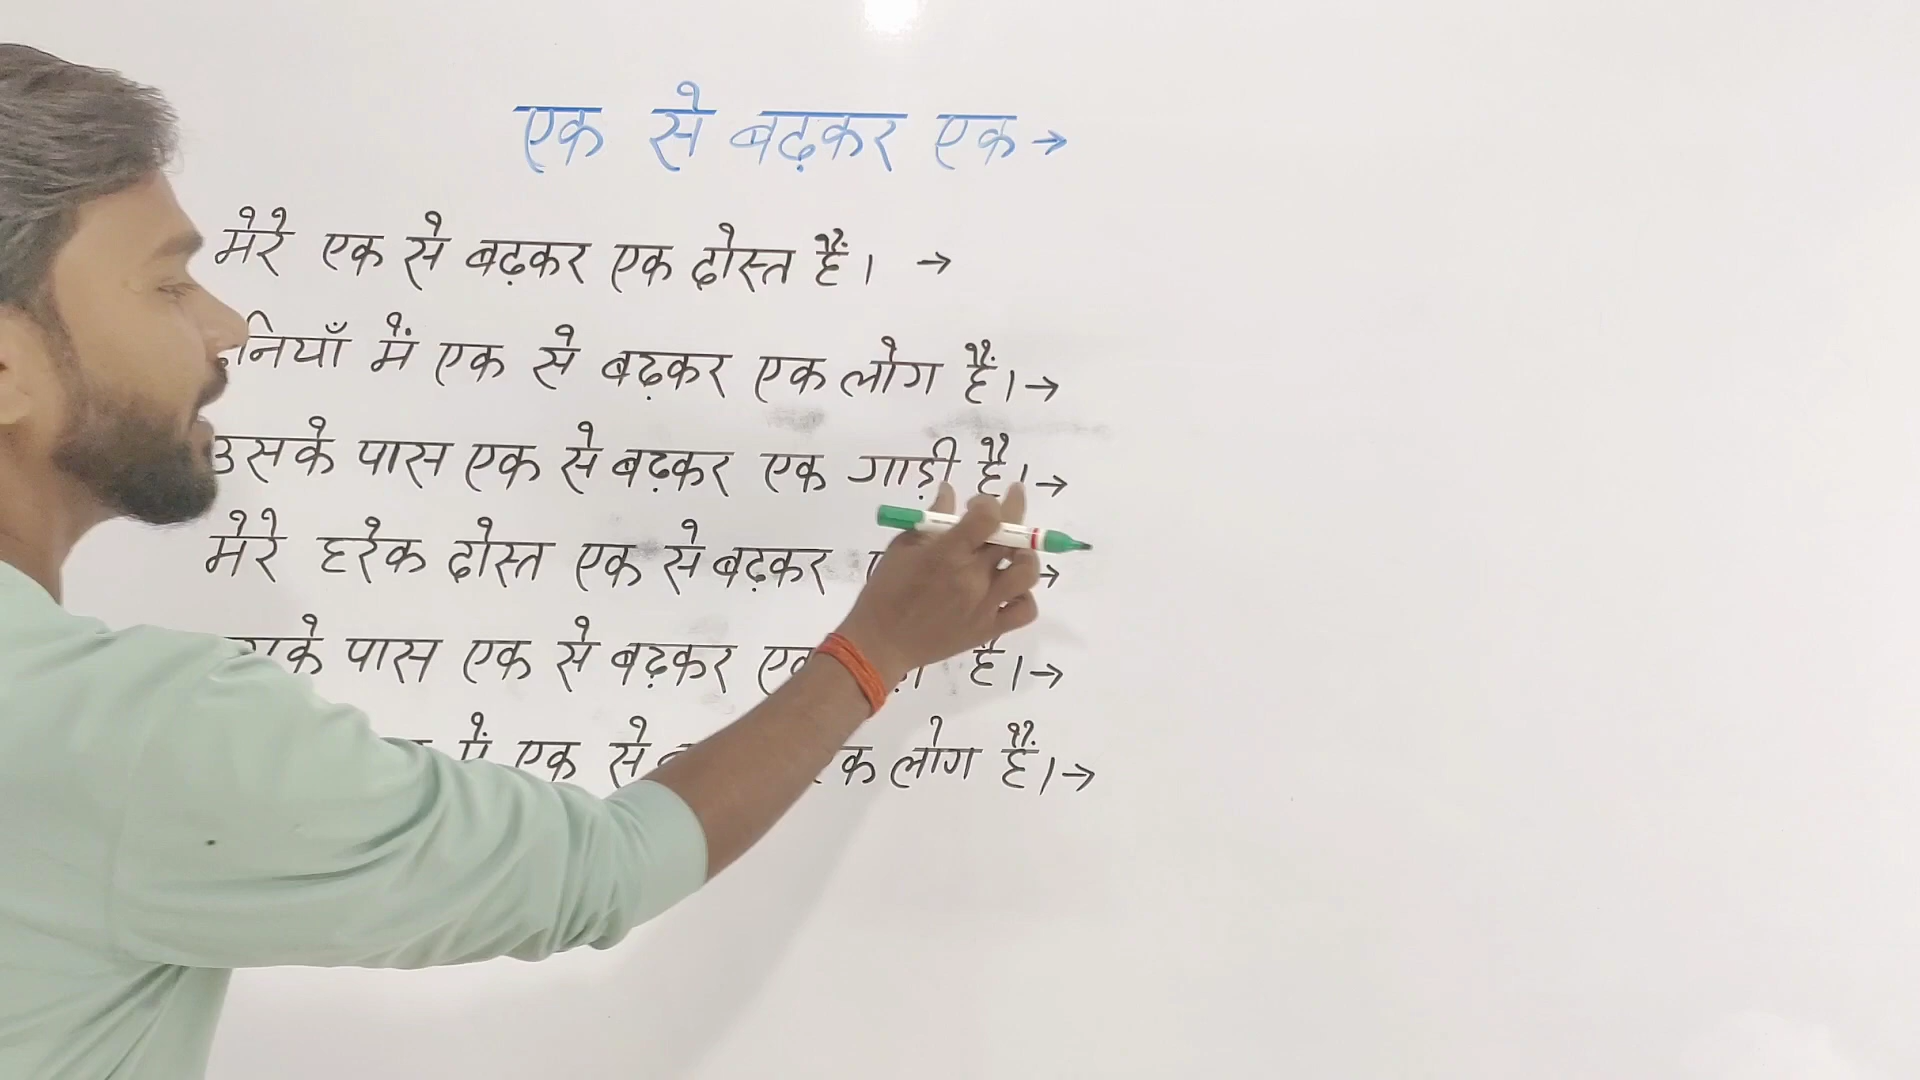 एक से बढ़कर एक→
मेरे एक से बढ़कर एक दोस्त हैं। →
में एक से बढ़कर एक लोग हैं।→
उसके पास एक से बढ़कर एक गाड़ी है।→
मेरे हरेक दोस्त एक से बढ़कर →
पास एक से बढ़कर है।→
में एक से लोग हैं।→